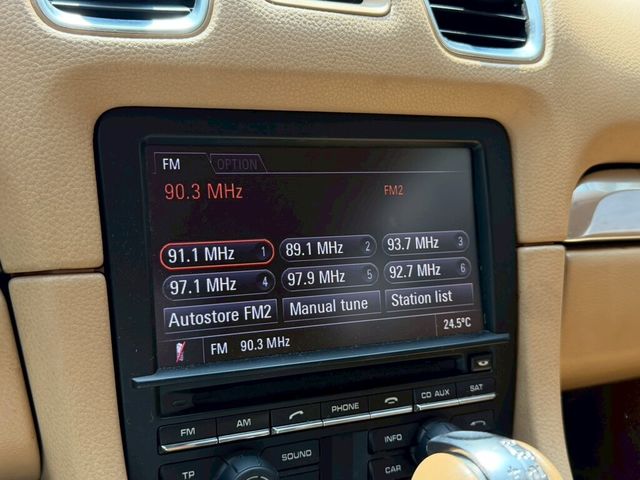 FM OPTION
90.3 MHz FM2
91.1 MHz 1 89.1 MHz 2 93.7 MHz 3
97.1 MHz 4 97.9 MHz 5 92.7 MHz 6
Autostore FM2 Manual tune Station list
FM 90.3 MHz 24.5°C
FM AM PHONE CD AUX SAT
TP SOUND INFO
CAR